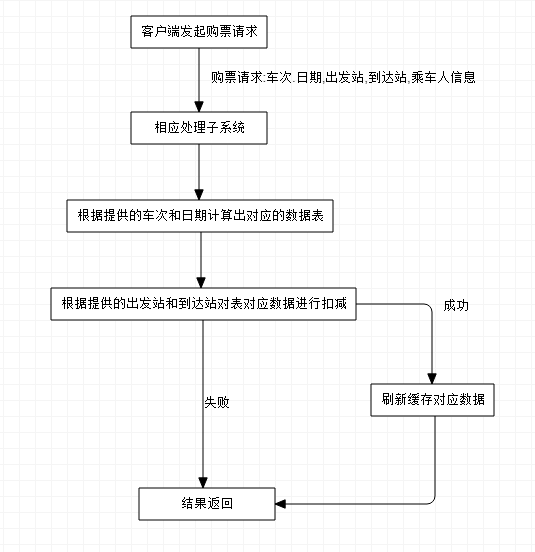 客户端发起购票请求
购票请求:车次.日期,出发站,到达站,乘车人信息
相应处理子系统
根据提供的车次和日期计算出对应的数据表
根据提供的出发站和到达站对表对应数据进行扣减
成功
刷新缓存对应数据
失败
结果返回